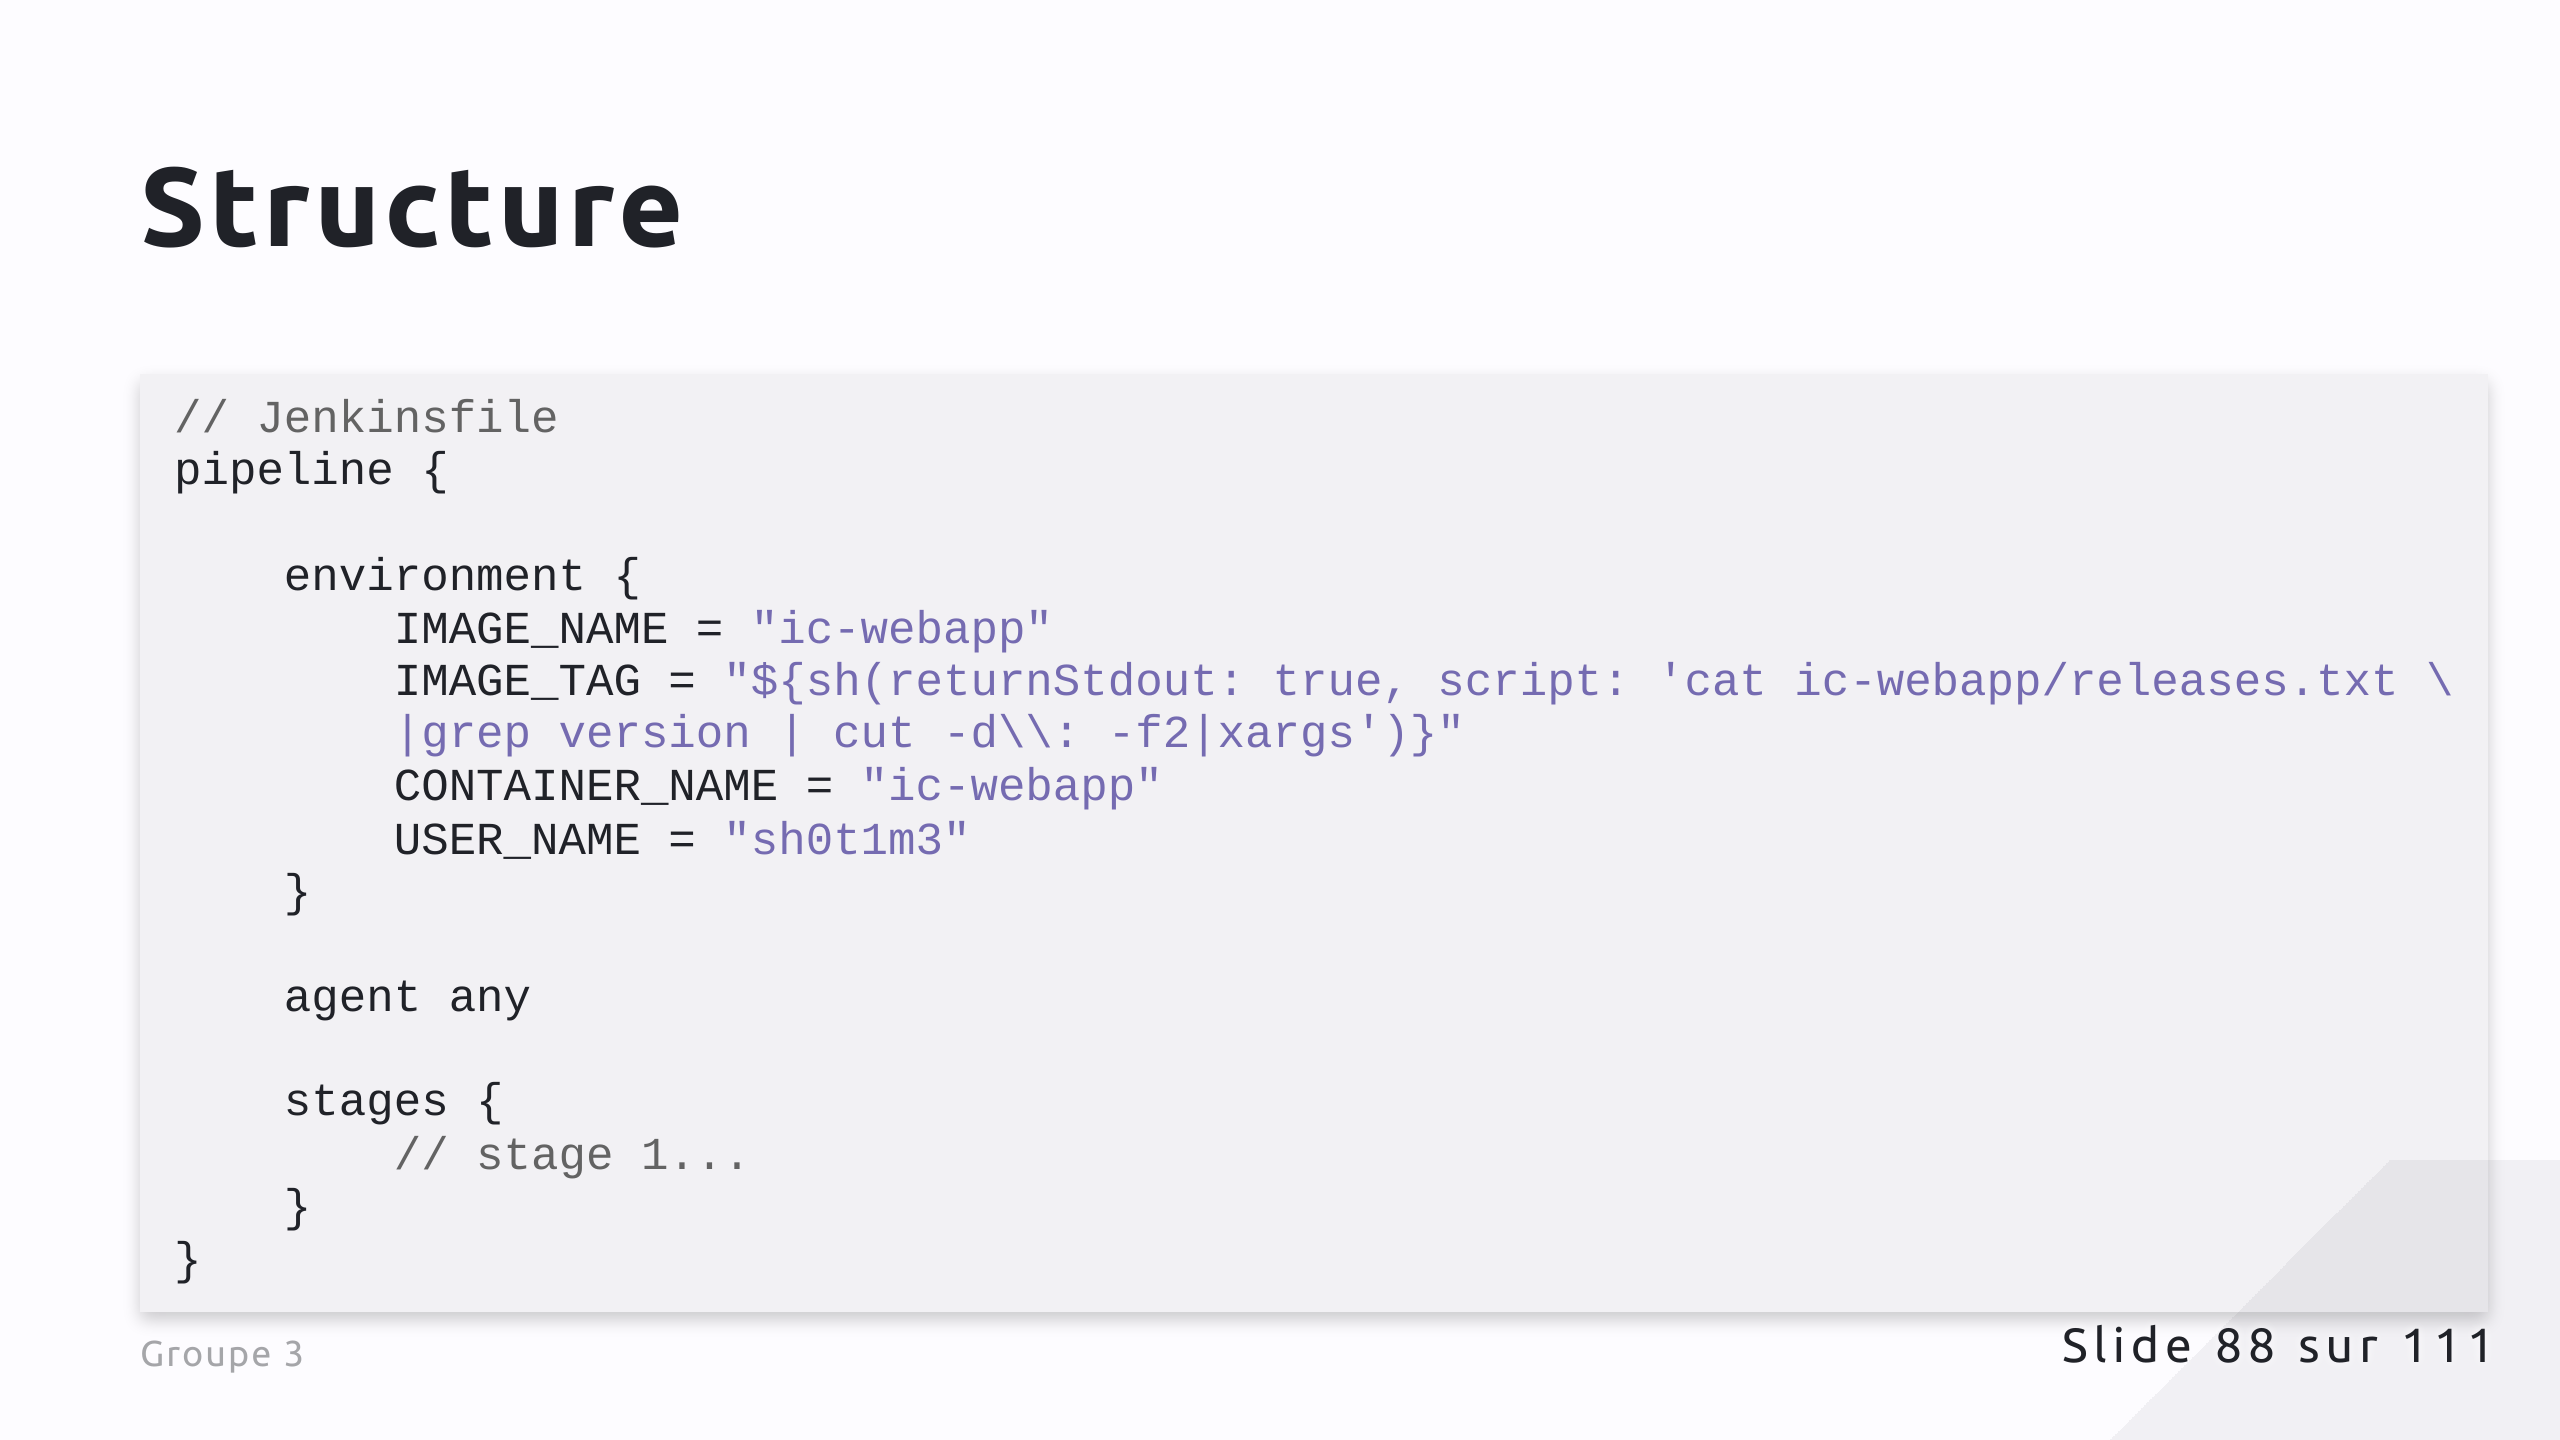 Structure
// Jenkinsfile
pipeline {
    environment {
        IMAGE_NAME = "ic-webapp"
        IMAGE_TAG = "${sh(returnStdout: true, script: 'cat ic-webapp/releases.txt \
        |grep version | cut -d\\: -f2|xargs')}"
        CONTAINER_NAME = "ic-webapp"
        USER_NAME = "sh0t1m3"
    }
    agent any
    stages {
        // stage 1...
    }
}
Groupe 3
Slide 88 sur 111